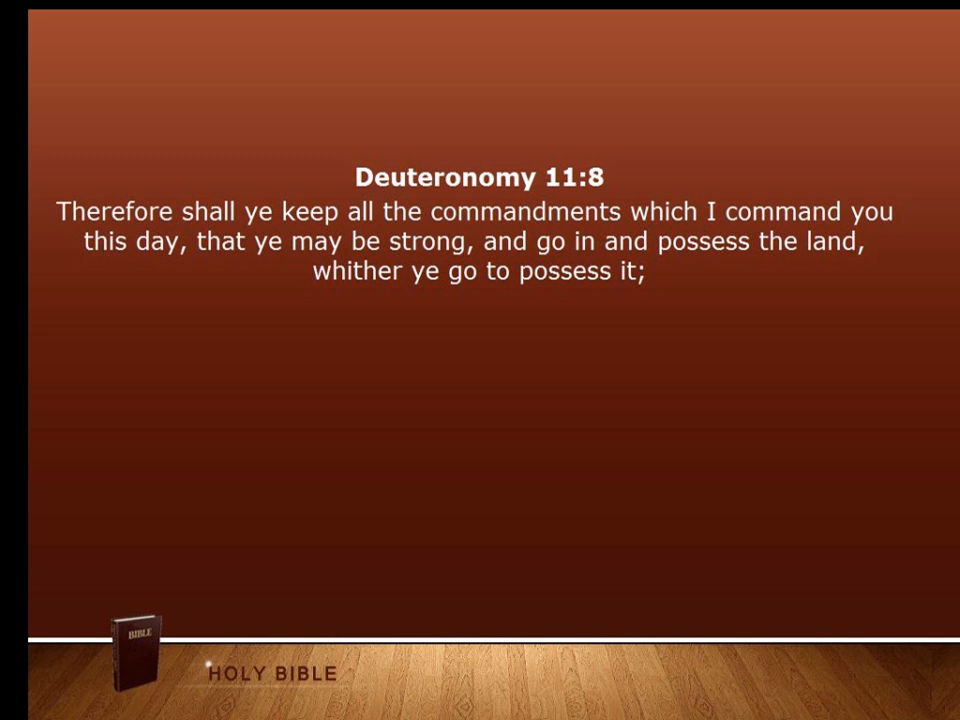 Deuteronomy 11:8
Therefore shall ye keep all the commandments which I command you
this day, that ye may be strong, and go in and possess the land,
whither ye go to possess it;
BIBLE
HOLY BIBLE